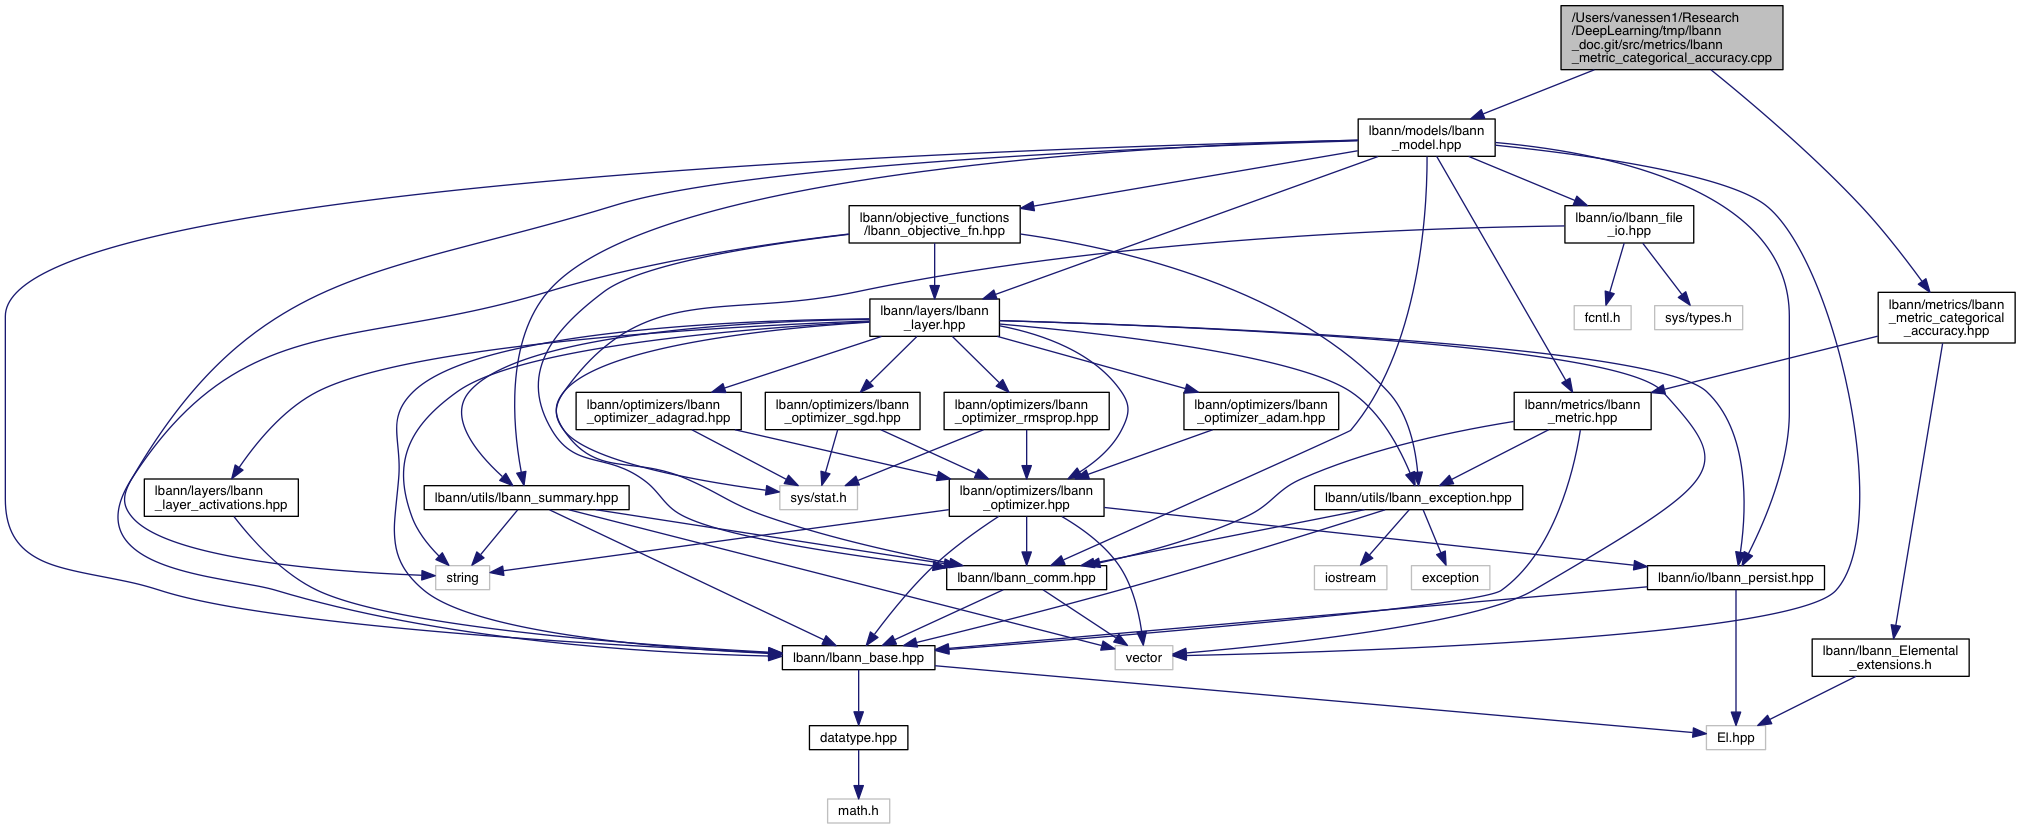 /Users/vanessen1/Research
/DeepLearning/tmp/lbann
_doc.git/src/metrics/lbann
_metric_categorical_accuracy.cpp
lbann/models/lbann
_model.hpp
lbann/objective_functions
/lbann_objective_fn.hpp
lbann/io/lbann_file
_io.hpp
lbann/layers/lbann
_layer.hpp
fcntl.h
sys/types.h
lbann/metrics/lbann
_metric_categorical
_accuracy.hpp
lbann/optimizers/lbann
_optimizer_adagrad.hpp
lbann/optimizers/lbann
_optimizer_sgd.hpp
lbann/optimizers/lbann
_optimizer_rmsprop.hpp
lbann/optimizers/lbann
_optimizer_adam.hpp
lbann/metrics/lbann
_metric.hpp
lbann/layers/lbann
_layer_activations.hpp
lbann/utils/lbann_summary.hpp
sys/stat.h
lbann/optimizers/lbann
_optimizer.hpp
lbann/utils/lbann_exception.hpp
string
lbann/lbann_comm.hpp
iostream
exception
lbann/io/lbann_persist.hpp
lbann/lbann_base.hpp
vector
lbann/lbann_Elemental
_extensions.h
datatype.hpp
El.hpp
math.h